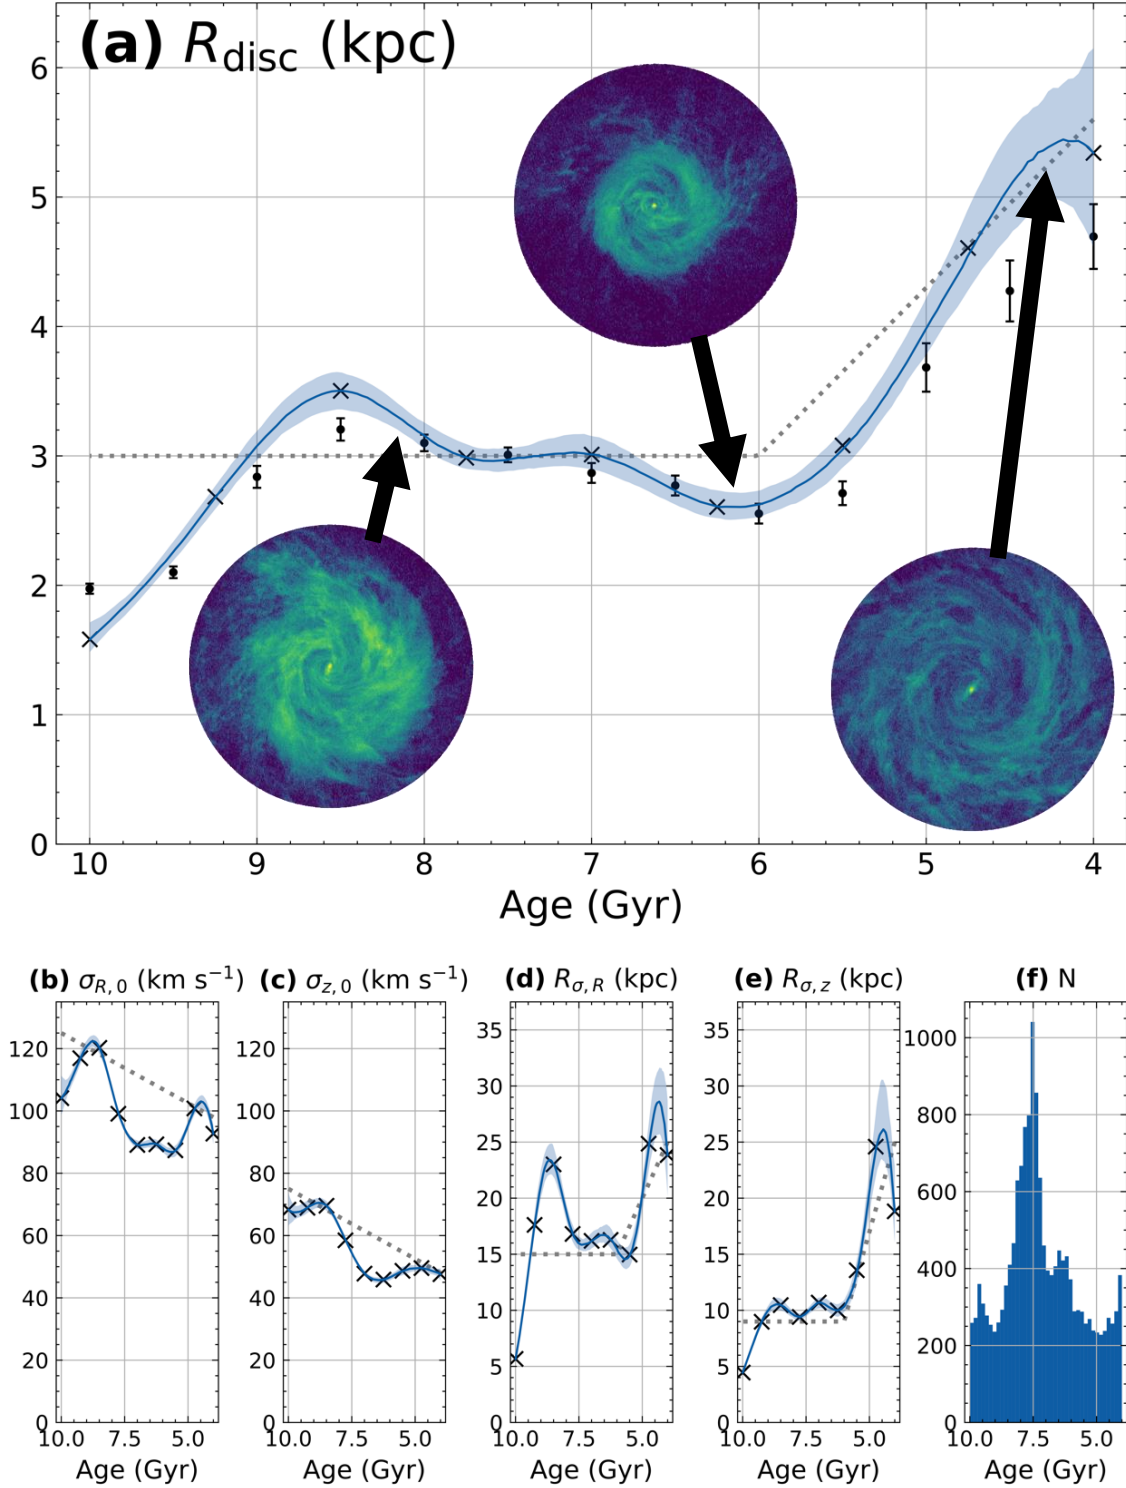 (a) R_disc (kpc)
6
5
4
3
2
1
0
10 9 8 7 6 5 4
Age (Gyr)
(b) σ_{R, 0} (km s⁻¹)
120
100
80
60
40
20
0
10.0 7.5 5.0
Age (Gyr)
(c) σ_{z, 0} (km s⁻¹)
120
100
80
60
40
20
0
10.0 7.5 5.0
Age (Gyr)
(d) R_{σ, R} (kpc)
35
30
25
20
15
10
5
0
10.0 7.5 5.0
Age (Gyr)
(e) R_{σ, z} (kpc)
35
30
25
20
15
10
5
0
10.0 7.5 5.0
Age (Gyr)
(f) N
1000
800
600
400
200
0
10.0 7.5 5.0
Age (Gyr)